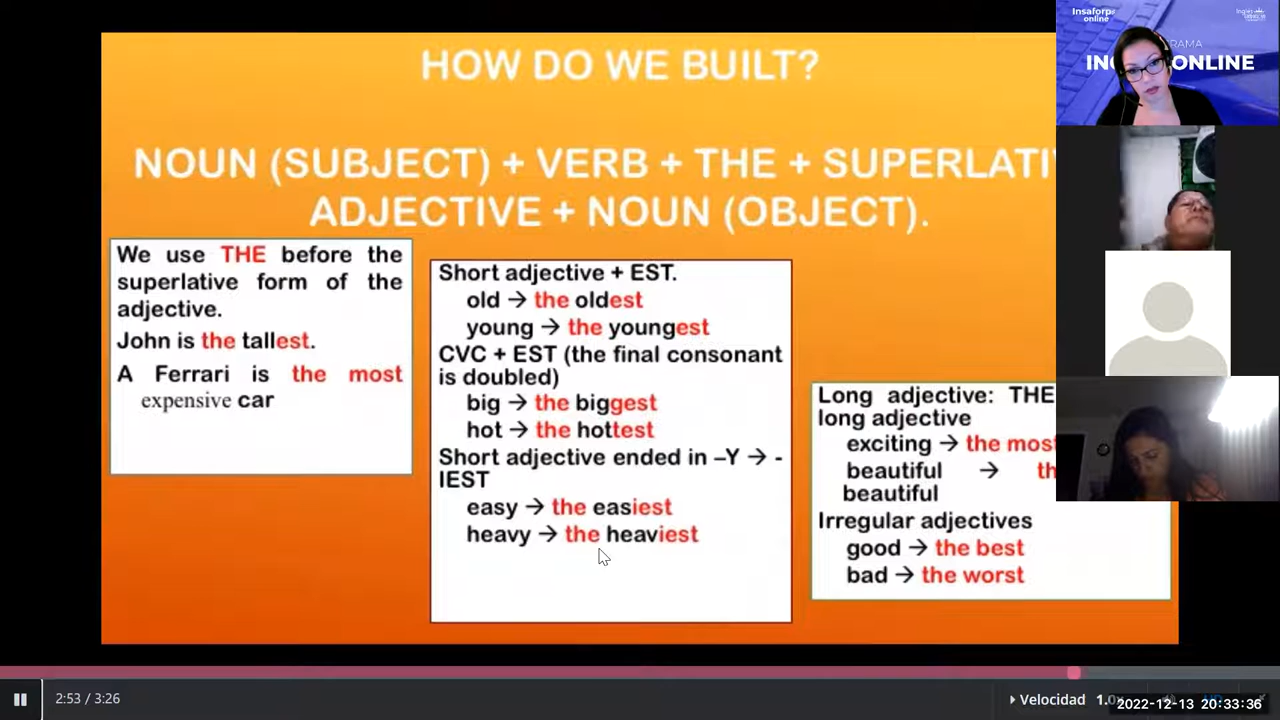 HOW DO WE BUILT?
NOUN (SUBJECT) + VERB + THE + SUPERLATI
ADJECTIVE + NOUN (OBJECT).
We use THE before the
superlative form of the
adjective.
John is the tallest.
A Ferrari is the most
expensive car
Short adjective + EST.
old → the oldest
young → the youngest
CVC + EST (the final consonant
is doubled)
big → the biggest
hot → the hottest
Short adjective ended in –Y → -
IEST
easy → the easiest
heavy → the heaviest
Long adjective: THE
long adjective
exciting → the most
beautiful → th
beautiful
Irregular adjectives
good → the best
bad → the worst
Insaforp
online
RAMA
ONLINE
2:53 / 3:26
Velocidad 1.0x
HD
2022-12-13 20:33:36